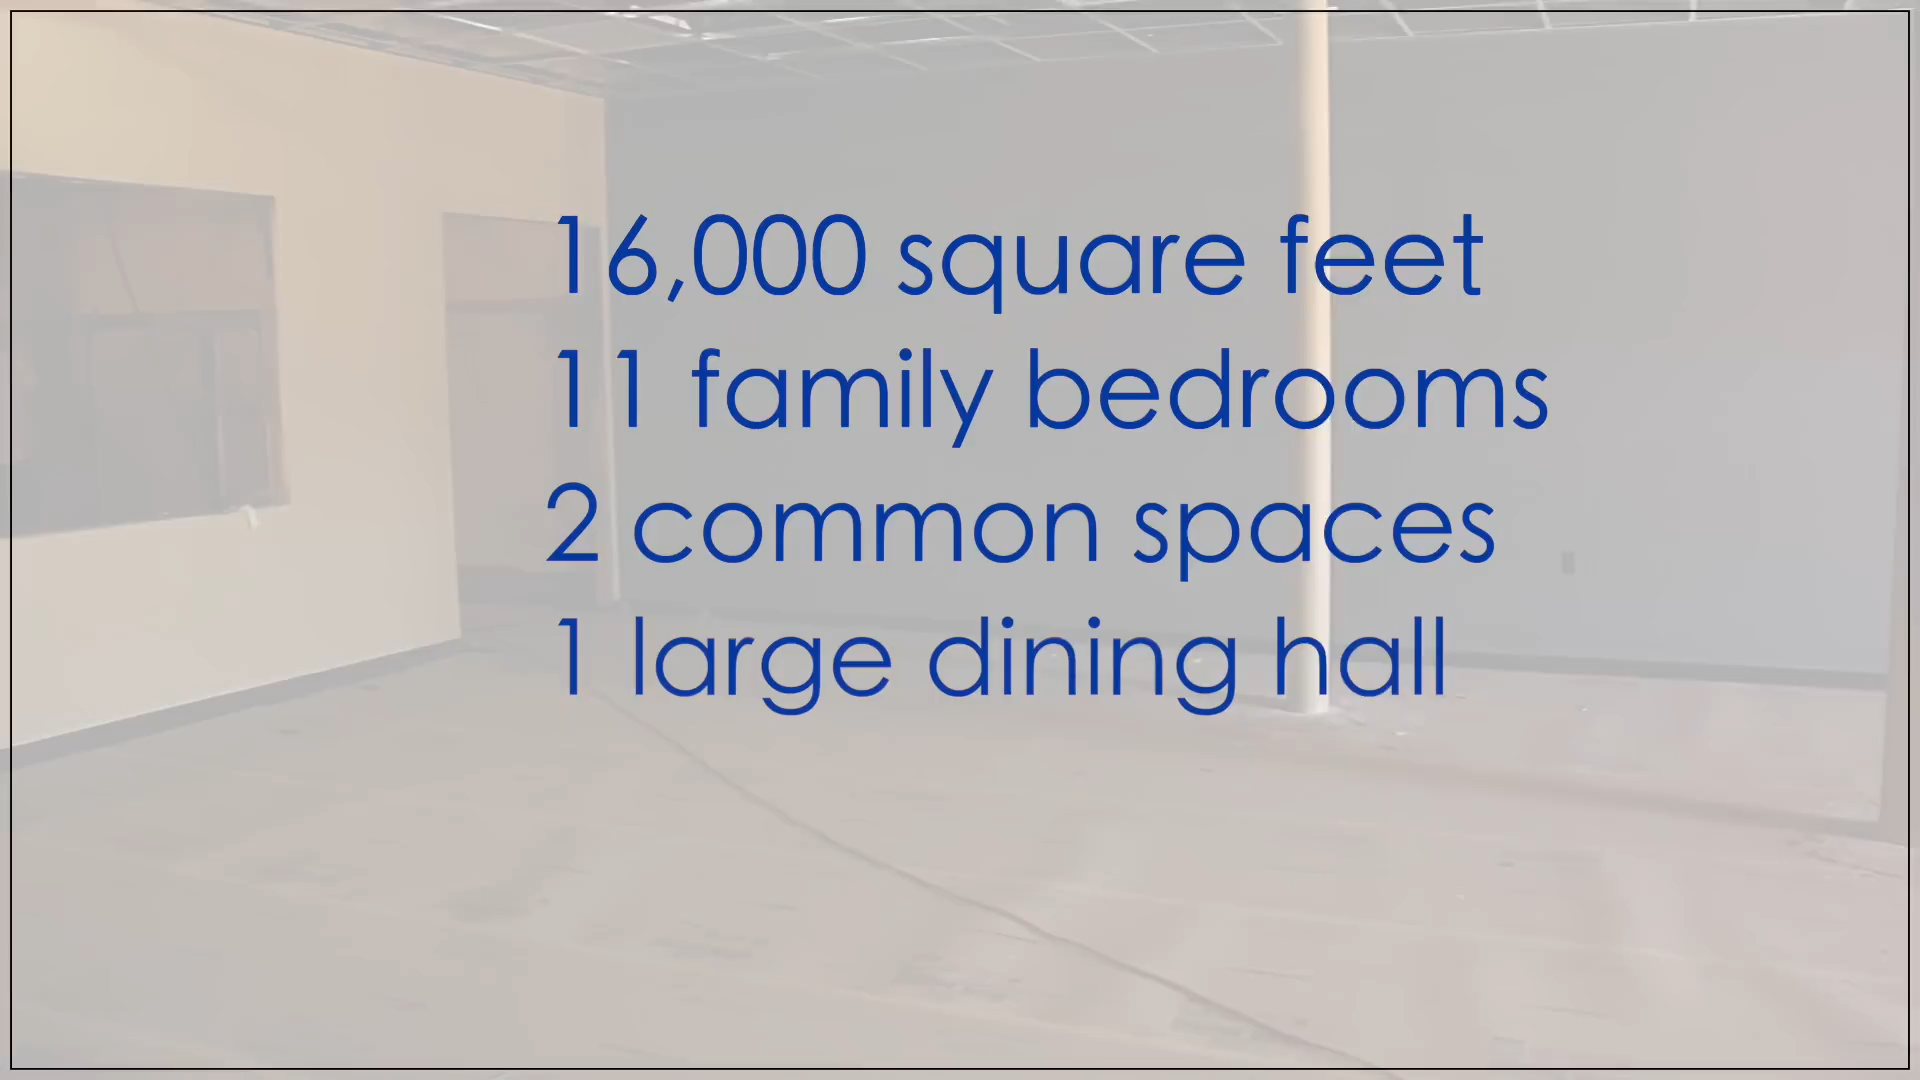 16,000 square feet
11 family bedrooms
2 common spaces
1 large dining hall